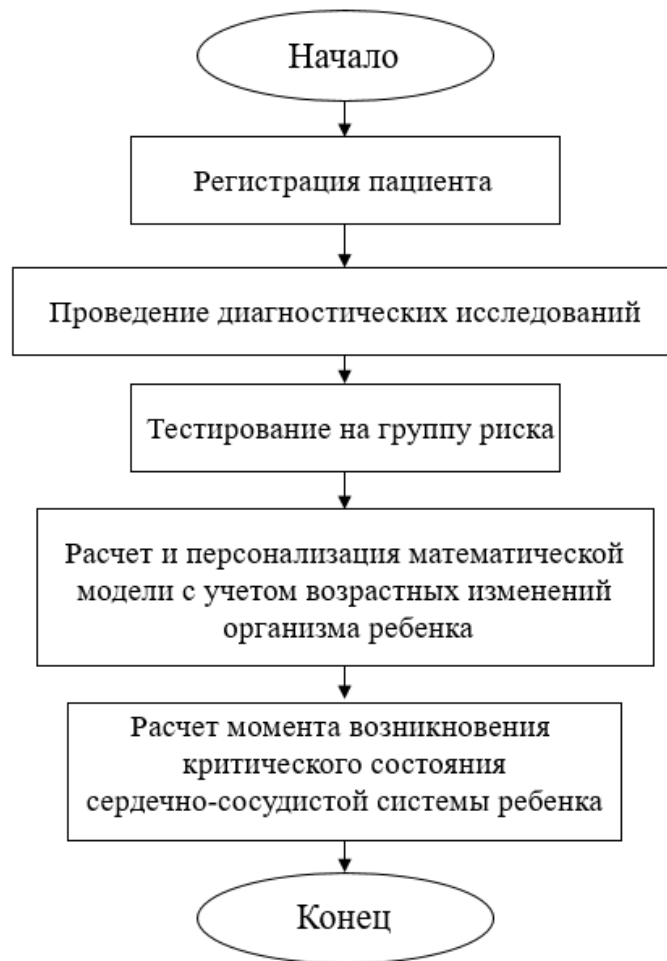 Начало
Регистрация пациента
Проведение диагностических исследований
Тестирование на группу риска
Расчет и персонализация математической
модели с учетом возрастных изменений
организма ребенка
Расчет момента возникновения
критического состояния
сердечно-сосудистой системы ребенка
Конец